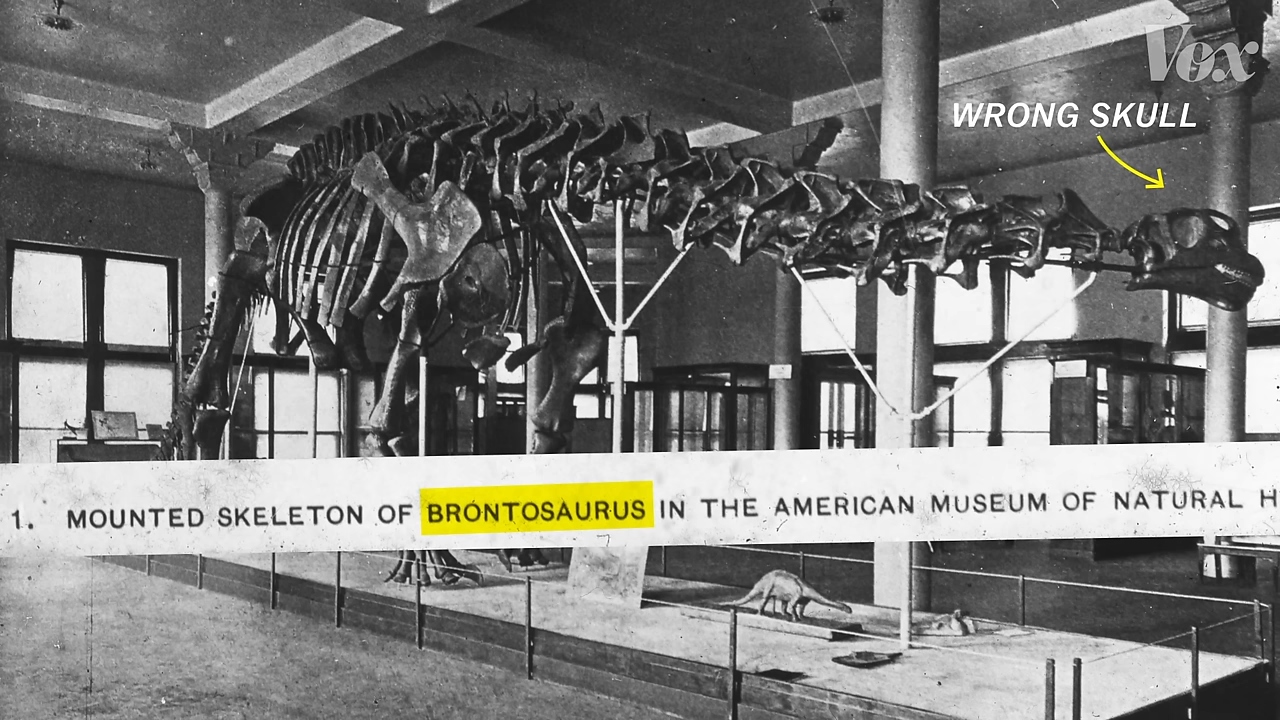 Vox
WRONG SKULL
1. MOUNTED SKELETON OF BRONTOSAURUS IN THE AMERICAN MUSEUM OF NATURAL H